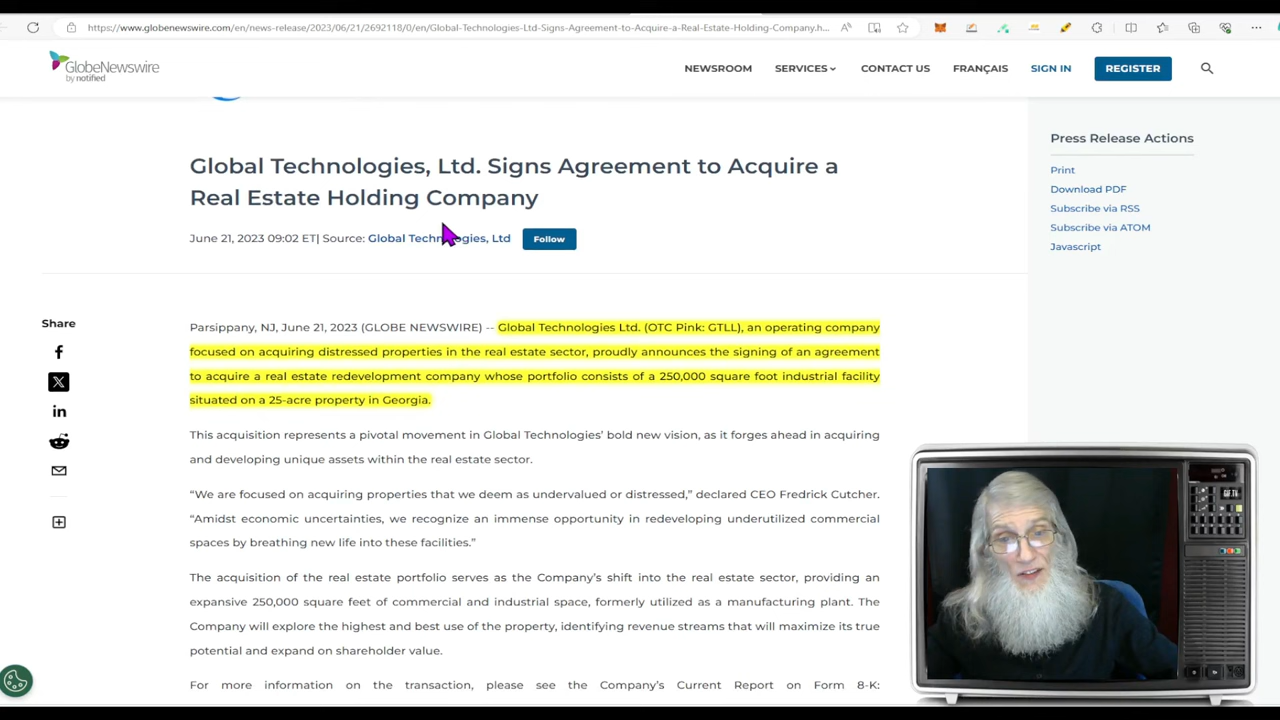 https://www.globenewswire.com/en/news-release/2023/06/21/2692118/0/en/Global-Technologies-Ltd-Signs-Agreement-to-Acquire-a-Real-Estate-Holding-Company.h...
GlobeNewswire
by notified
NEWSROOM SERVICES CONTACT US FRANÇAIS SIGN IN REGISTER
Global Technologies, Ltd. Signs Agreement to Acquire a
Real Estate Holding Company
June 21, 2023 09:02 ET| Source: Global Technologies, Ltd Follow
Press Release Actions
Print
Download PDF
Subscribe via RSS
Subscribe via ATOM
Javascript
Share
Parsippany, NJ, June 21, 2023 (GLOBE NEWSWIRE) -- Global Technologies Ltd. (OTC Pink: GTLL), an operating company
focused on acquiring distressed properties in the real estate sector, proudly announces the signing of an agreement
to acquire a real estate redevelopment company whose portfolio consists of a 250,000 square foot industrial facility
situated on a 25-acre property in Georgia.
This acquisition represents a pivotal movement in Global Technologies’ bold new vision, as it forges ahead in acquiring
and developing unique assets within the real estate sector.
“We are focused on acquiring properties that we deem as undervalued or distressed,” declared CEO Fredrick Cutcher.
“Amidst economic uncertainties, we recognize an immense opportunity in redeveloping underutilized commercial
spaces by breathing new life into these facilities.”
The acquisition of the real estate portfolio serves as the Company’s shift into the real estate sector, providing an
expansive 250,000 square feet of commercial and industrial space, formerly utilized as a manufacturing plant. The
Company will explore the highest and best use of the property, identifying revenue streams that will maximize its true
potential and expand on shareholder value.
For more information on the transaction, please see the Company’s Current Report on Form 8-K:
GIF.TV